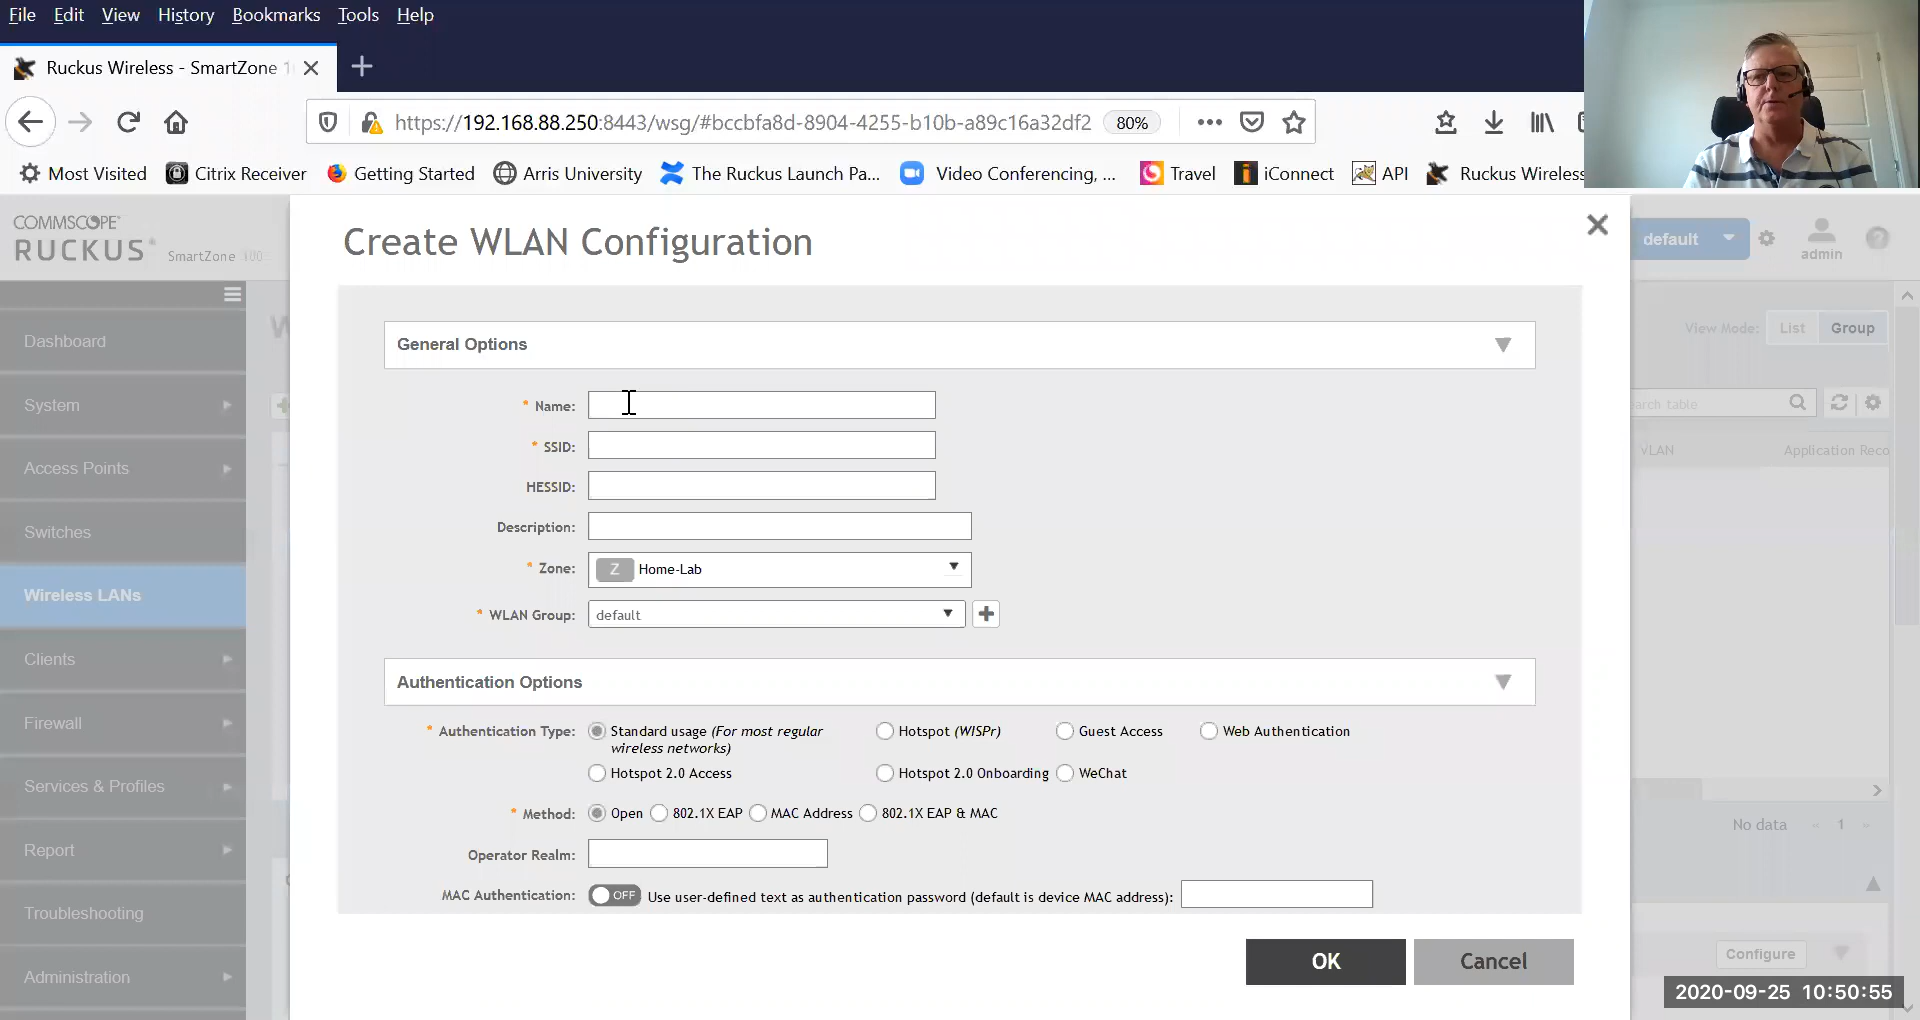 File Edit View History Bookmarks Tools Help
Ruckus Wireless - SmartZone
https://192.168.88.250:8443/wsg/#bccbfa8d-8904-4255-b10b-a89c16a32df2 80%
Most Visited Citrix Receiver Getting Started Arris University The Ruckus Launch Pa... Video Conferencing, ... Travel iConnect API Ruckus Wireless
COMMSCOPE
RUCKUS SmartZone 100
Create WLAN Configuration
default
admin
General Options
View Mode: List Group
Dashboard
System
Access Points
Switches
Wireless LANs
Clients
Firewall
Services & Profiles
Report
Troubleshooting
Administration
* Name:
* SSID:
HESSID:
Description:
* Zone: Z Home-Lab
* WLAN Group: default
Authentication Options
* Authentication Type: Standard usage (For most regular wireless networks) Hotspot (WISPr) Guest Access Web Authentication
Hotspot 2.0 Access Hotspot 2.0 Onboarding WeChat
* Method: Open 802.1X EAP MAC Address 802.1X EAP & MAC
Operator Realm:
MAC Authentication: OFF Use user-defined text as authentication password (default is device MAC address):
OK Cancel
table
VLAN Application Reco
No data 1
Configure
2020-09-25 10:50:55